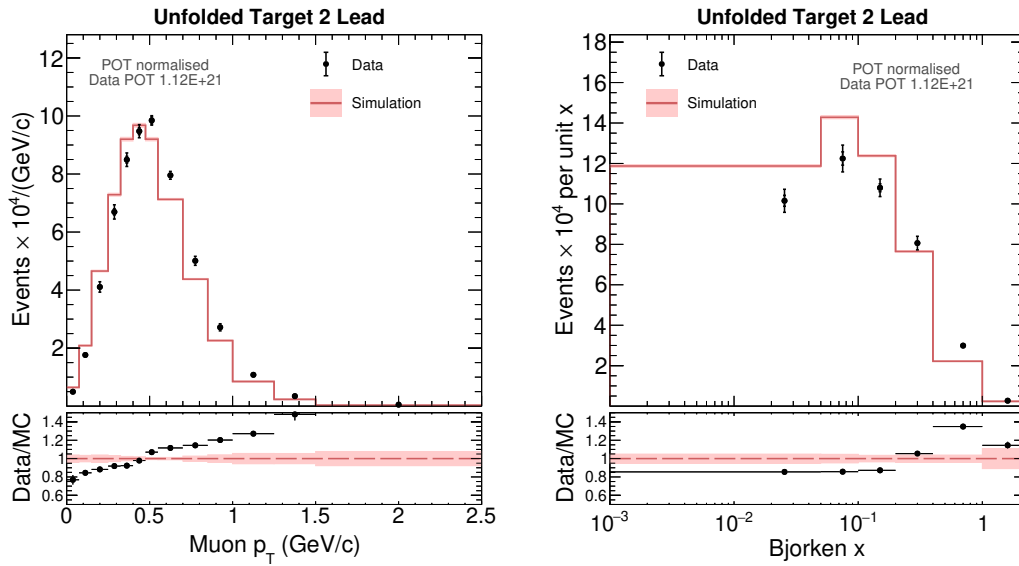 Unfolded Target 2 Lead
POT normalised
Data POT 1.12E+21
Data
Simulation
Events × 10⁴/(GeV/c)
12
10
8
6
4
2
Data/MC
1.4
1.2
1
0.8
0.6
0 0.5 1 1.5 2 2.5
Muon p_T (GeV/c)
Unfolded Target 2 Lead
Data
Simulation
POT normalised
Data POT 1.12E+21
Events × 10⁴ per unit x
18
16
14
12
10
8
6
4
2
Data/MC
1.4
1.2
1
0.8
0.6
10⁻³ 10⁻² 10⁻¹ 1
Bjorken x